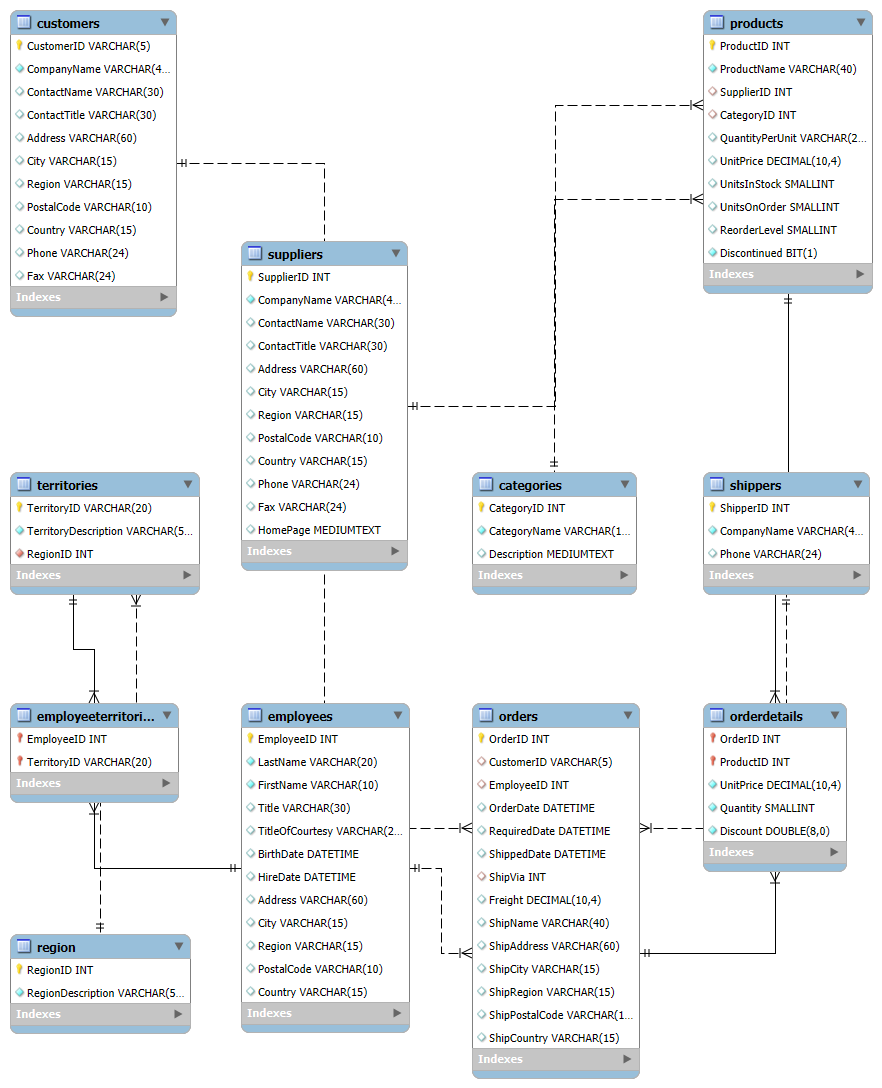 customers
CustomerID VARCHAR(5)
CompanyName VARCHAR(4...
ContactName VARCHAR(30)
ContactTitle VARCHAR(30)
Address VARCHAR(60)
City VARCHAR(15)
Region VARCHAR(15)
PostalCode VARCHAR(10)
Country VARCHAR(15)
Phone VARCHAR(24)
Fax VARCHAR(24)
Indexes
products
ProductID INT
ProductName VARCHAR(40)
SupplierID INT
CategoryID INT
QuantityPerUnit VARCHAR(2...
UnitPrice DECIMAL(10,4)
UnitsInStock SMALLINT
UnitsOnOrder SMALLINT
ReorderLevel SMALLINT
Discontinued BIT(1)
Indexes
suppliers
SupplierID INT
CompanyName VARCHAR(4...
ContactName VARCHAR(30)
ContactTitle VARCHAR(30)
Address VARCHAR(60)
City VARCHAR(15)
Region VARCHAR(15)
PostalCode VARCHAR(10)
Country VARCHAR(15)
Phone VARCHAR(24)
Fax VARCHAR(24)
HomePage MEDIUMTEXT
Indexes
territories
TerritoryID VARCHAR(20)
TerritoryDescription VARCHAR(5...
RegionID INT
Indexes
categories
CategoryID INT
CategoryName VARCHAR(1...
Description MEDIUMTEXT
Indexes
shippers
ShipperID INT
CompanyName VARCHAR(4...
Phone VARCHAR(24)
Indexes
employeeterritori...
EmployeeID INT
TerritoryID VARCHAR(20)
Indexes
employees
EmployeeID INT
LastName VARCHAR(20)
FirstName VARCHAR(10)
Title VARCHAR(30)
TitleOfCourtesy VARCHAR(2...
BirthDate DATETIME
HireDate DATETIME
Address VARCHAR(60)
City VARCHAR(15)
Region VARCHAR(15)
PostalCode VARCHAR(10)
Country VARCHAR(15)
Indexes
orders
OrderID INT
CustomerID VARCHAR(5)
EmployeeID INT
OrderDate DATETIME
RequiredDate DATETIME
ShippedDate DATETIME
ShipVia INT
Freight DECIMAL(10,4)
ShipName VARCHAR(40)
ShipAddress VARCHAR(60)
ShipCity VARCHAR(15)
ShipRegion VARCHAR(15)
ShipPostalCode VARCHAR(1...
ShipCountry VARCHAR(15)
Indexes
orderdetails
OrderID INT
ProductID INT
UnitPrice DECIMAL(10,4)
Quantity SMALLINT
Discount DOUBLE(8,0)
Indexes
region
RegionID INT
RegionDescription VARCHAR(5...
Indexes